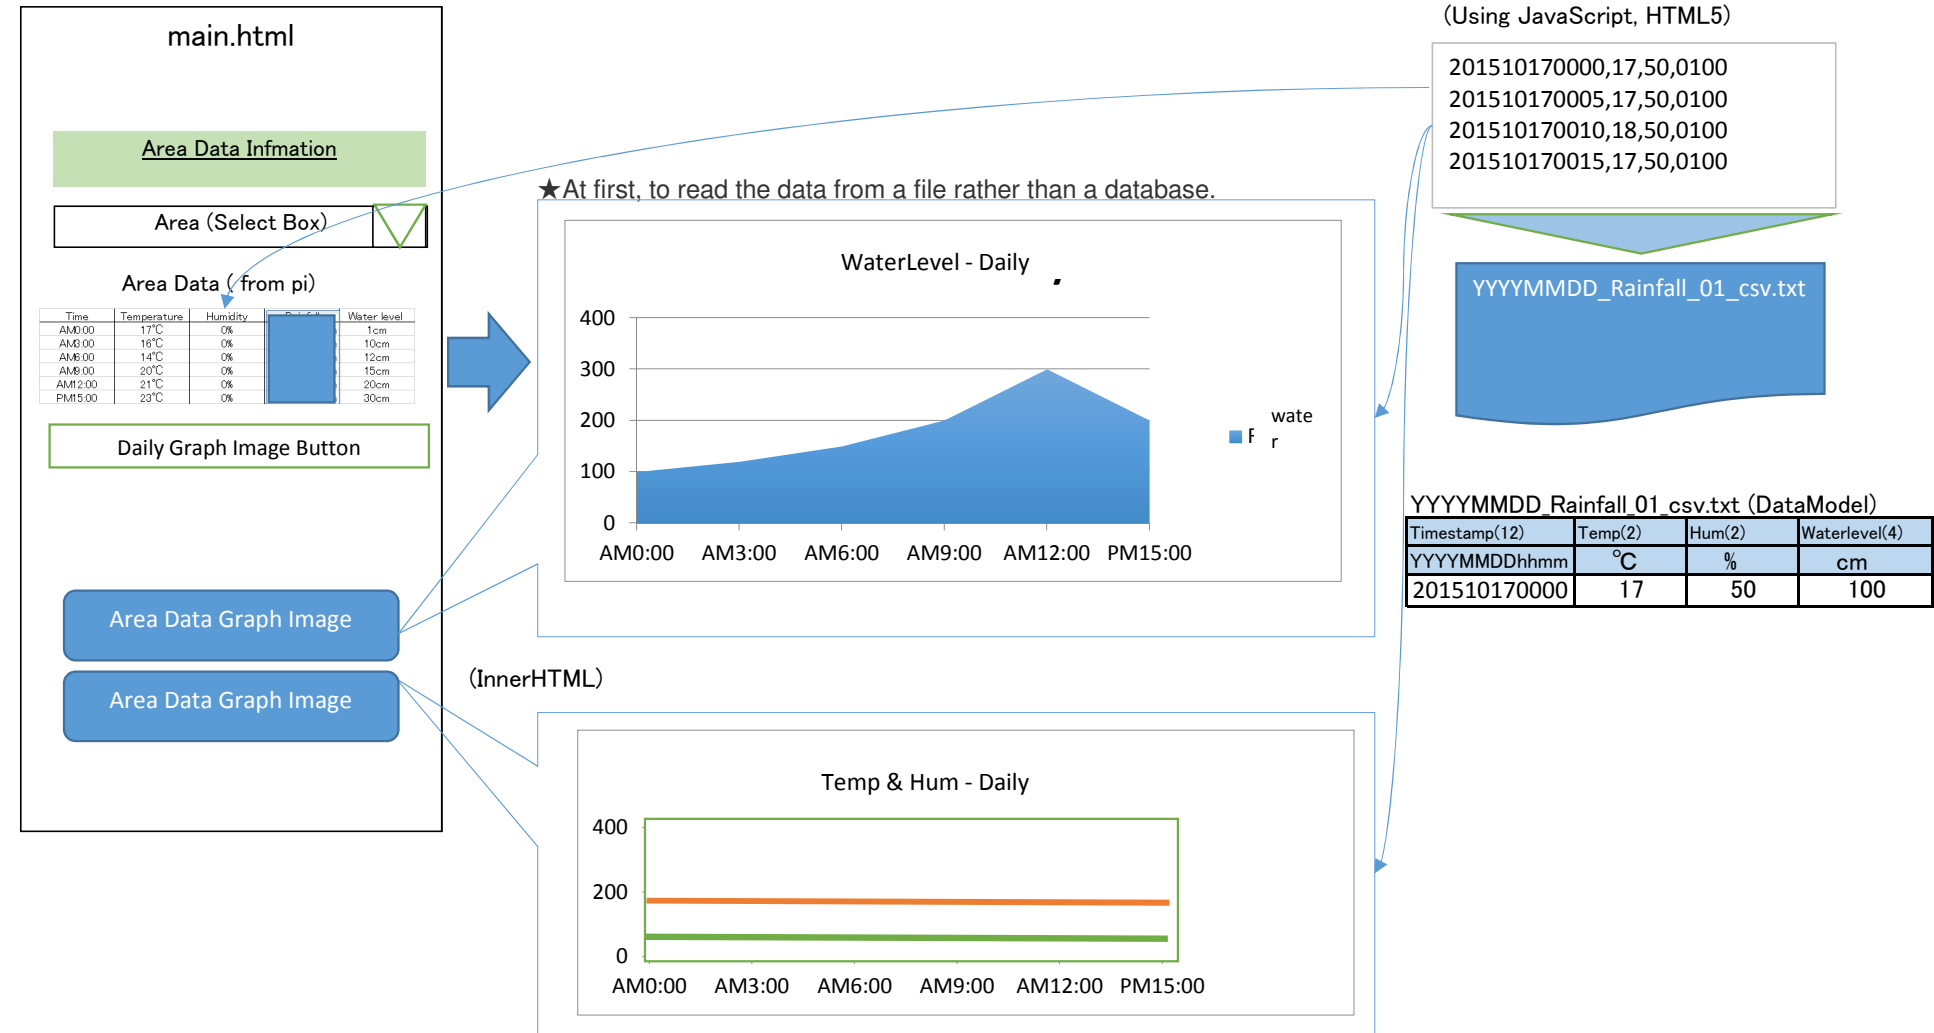 main.html
Area Data Infmation
Area (Select Box)
Area Data ( from pi)
Time Temperature Humidity Water level
AM0:00 17℃ 0% 1cm
AM3:00 16℃ 0% 10cm
AM6:00 14℃ 0% 12cm
AM9:00 20℃ 0% 15cm
AM12:00 21℃ 0% 20cm
PM15:00 23℃ 0% 30cm
Daily Graph Image Button
Area Data Graph Image
Area Data Graph Image
★At first, to read the data from a file rather than a database.
WaterLevel - Daily
400
300
200
100
0
AM0:00 AM3:00 AM6:00 AM9:00 AM12:00 PM15:00
wate
r
(InnerHTML)
Temp & Hum - Daily
400
200
0
AM0:00 AM3:00 AM6:00 AM9:00 AM12:00 PM15:00
(Using JavaScript, HTML5)
201510170000,17,50,0100
201510170005,17,50,0100
201510170010,18,50,0100
201510170015,17,50,0100
YYYYMMDD_Rainfall_01_csv.txt
YYYYMMDD_Rainfall_01_csv.txt (DataModel)
Timestamp(12) Temp(2) Hum(2) Waterlevel(4)
YYYYMMDDhhmm ℃ % cm
201510170000 17 50 100